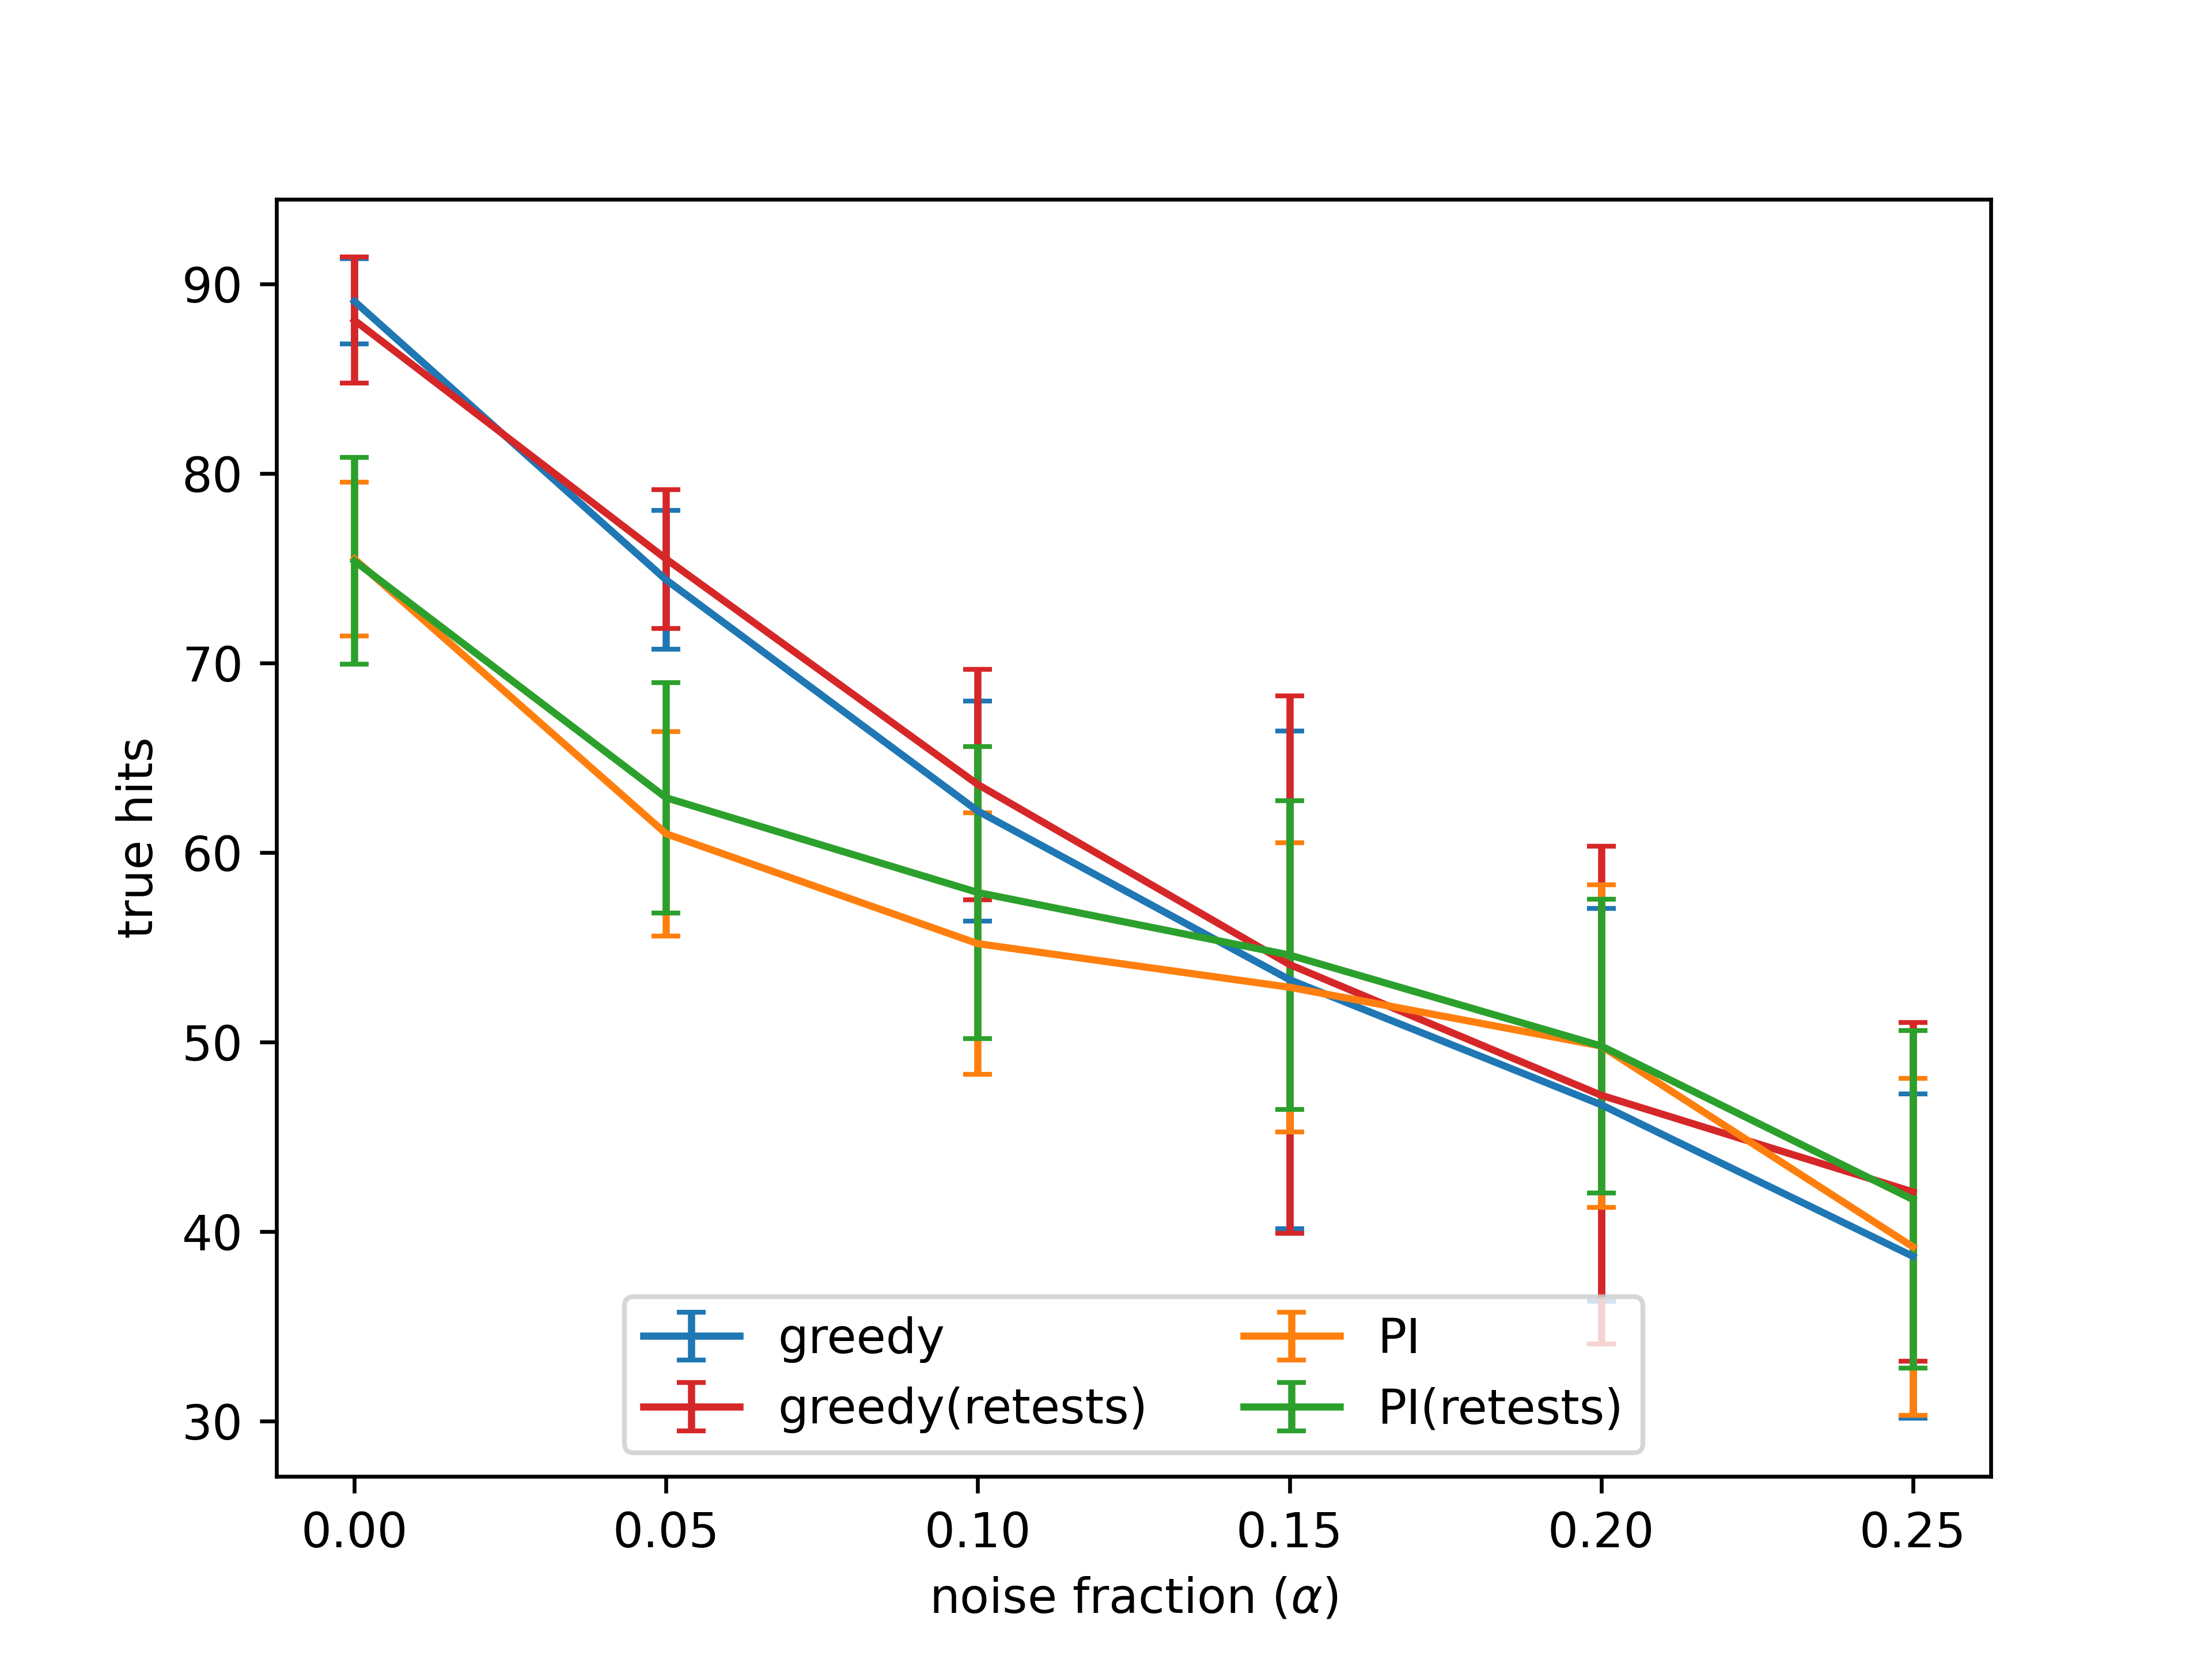 90
80
70
60
50
40
30
true hits
greedy
greedy(retests)
PI
PI(retests)
0.00 0.05 0.10 0.15 0.20 0.25
noise fraction (α)